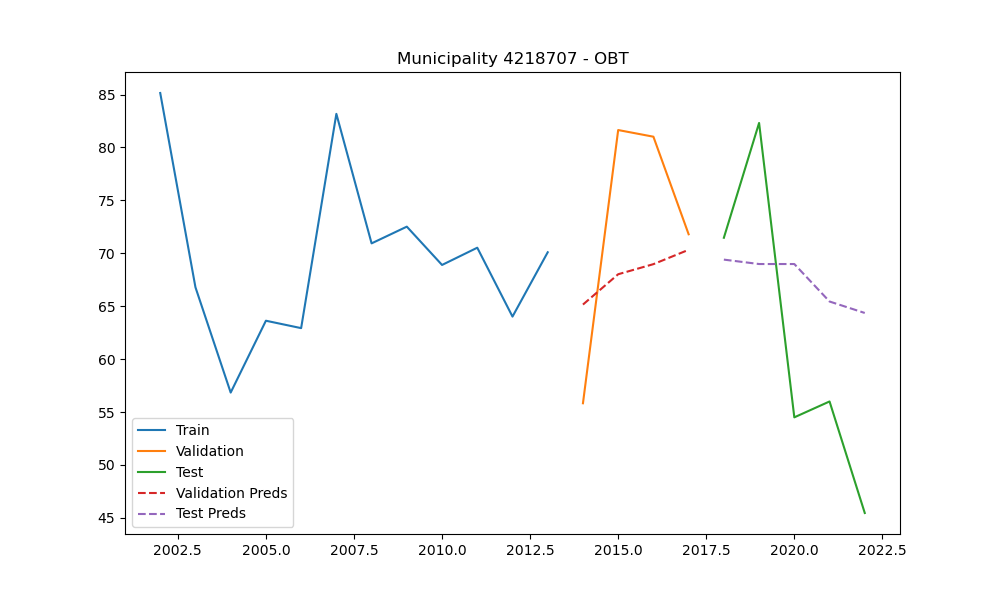 Municipality 4218707 - OBT
85
80
75
70
65
60
55
50
45
Train
Validation
Test
Validation Preds
Test Preds
2002.5 2005.0 2007.5 2010.0 2012.5 2015.0 2017.5 2020.0 2022.5